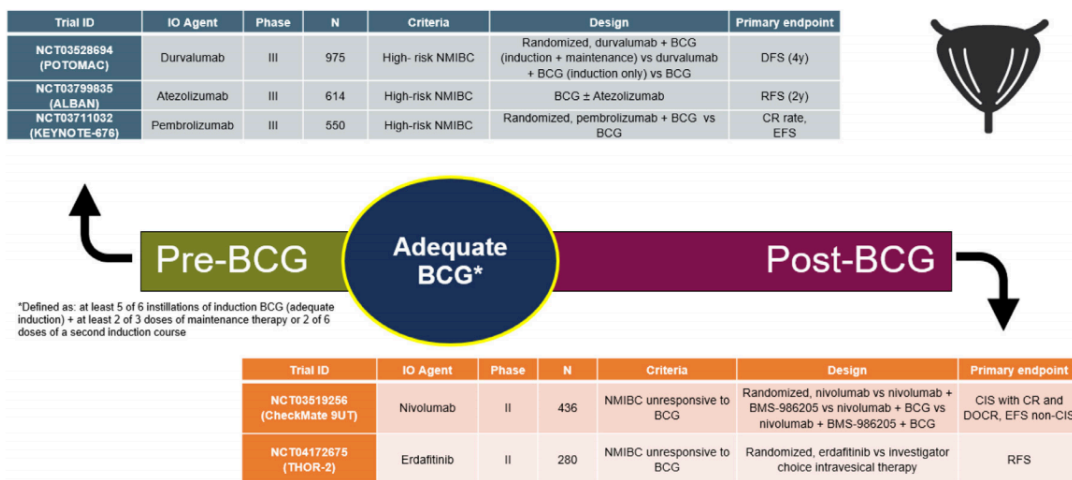 Trial ID IO Agent Phase N Criteria Design Primary endpoint
NCT03528694
(POTOMAC)
Durvalumab
III
975
High- risk NMIBC
Randomized, durvalumab + BCG
(induction + maintenance) vs durvalumab
+ BCG (induction only) vs BCG
DFS (4y)
NCT03799835
(ALBAN)
Atezolizumab
III
614
High-risk NMIBC
BCG ± Atezolizumab
RFS (2y)
NCT03711032
(KEYNOTE-676)
Pembrolizumab
III
550
High-risk NMIBC
Randomized, pembrolizumab + BCG vs
BCG
CR rate,
EFS
Pre-BCG
Adequate
BCG*
Post-BCG
*Defined as: at least 5 of 6 instillations of induction BCG (adequate
induction) + at least 2 of 3 doses of maintenance therapy or 2 of 6
doses of a second induction course
Trial ID IO Agent Phase N Criteria Design Primary endpoint
NCT03519256
(CheckMate 9UT)
Nivolumab
II
436
NMIBC unresponsive to
BCG
Randomized, nivolumab vs nivolumab +
BMS-986205 vs nivolumab + BCG vs
nivolumab + BMS-986205 + BCG
CIS with CR and
DOCR, EFS non-CIS
NCT04172675
(THOR-2)
Erdafitinib
II
280
NMIBC unresponsive to
BCG
Randomized, erdafitinib vs investigator
choice intravesical therapy
RFS